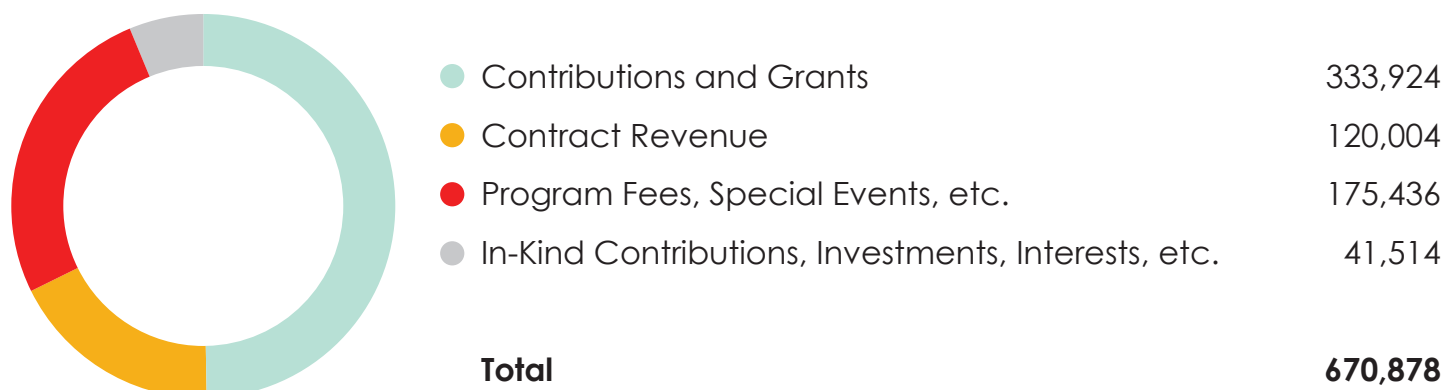 Contributions and Grants 333,924
Contract Revenue 120,004
Program Fees, Special Events, etc. 175,436
In-Kind Contributions, Investments, Interests, etc. 41,514
Total 670,878